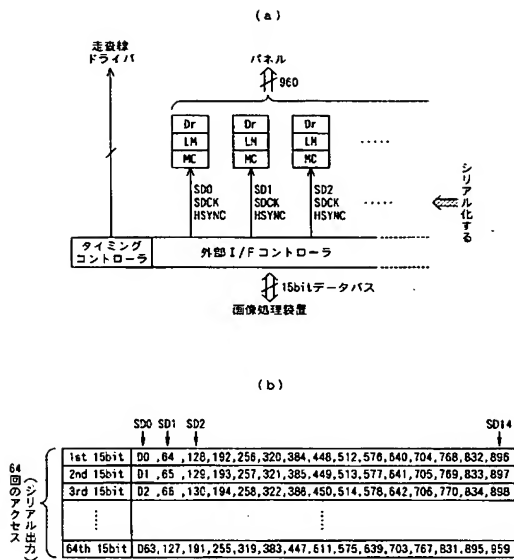 (a)
走査線
ドライバ
パネル
960
Dr
LM
MC
Dr
LM
MC
Dr
LM
MC
SD0
SDCK
HSYNC
SD1
SDCK
HSYNC
SD2
SDCK
HSYNC
シリアル化する
タイミング
コントローラ
外部I/Fコントローラ
15bitデータバス
画像処理装置
(b)
SD0 SD1 SD2 SD14
64回のアクセス
(シリアル出力)
1st 15bit D0 ,64 ,128,192,256,320,384,448,512,576,640,704,768,832,896
2nd 15bit D1 ,65 ,129,193,257,321,385,449,513,577,641,705,769,833,897
3rd 15bit D2 ,66 ,130,194,258,322,386,450,514,578,642,706,770,834,898
64th 15bit D63,127,191,255,319,383,447,511,575,639,703,767,831,895,959